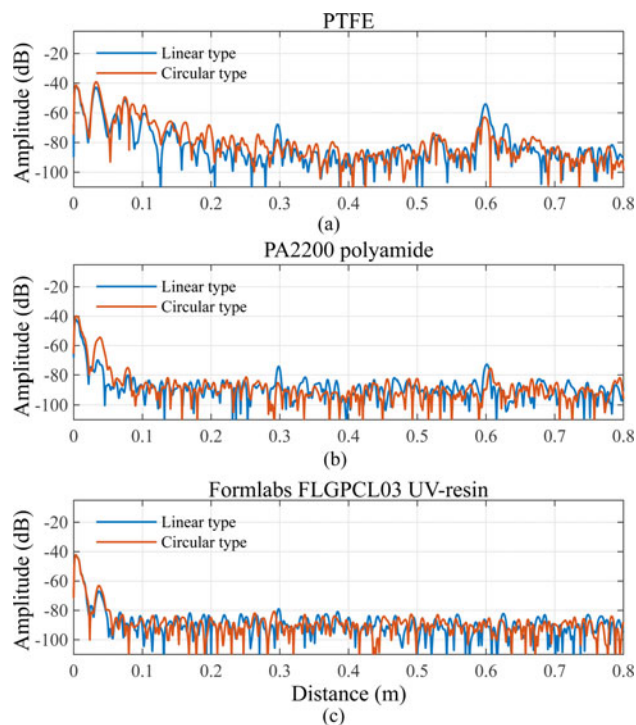 PTFE
Amplitude (dB)
-20
-40
-60
-80
-100
Linear type
Circular type
0 0.1 0.2 0.3 0.4 0.5 0.6 0.7 0.8
(a)
PA2200 polyamide
Amplitude (dB)
-20
-40
-60
-80
-100
Linear type
Circular type
0 0.1 0.2 0.3 0.4 0.5 0.6 0.7 0.8
(b)
Formlabs FLGPCL03 UV-resin
Amplitude (dB)
-20
-40
-60
-80
-100
Linear type
Circular type
0 0.1 0.2 0.3 0.4 0.5 0.6 0.7 0.8
Distance (m)
(c)